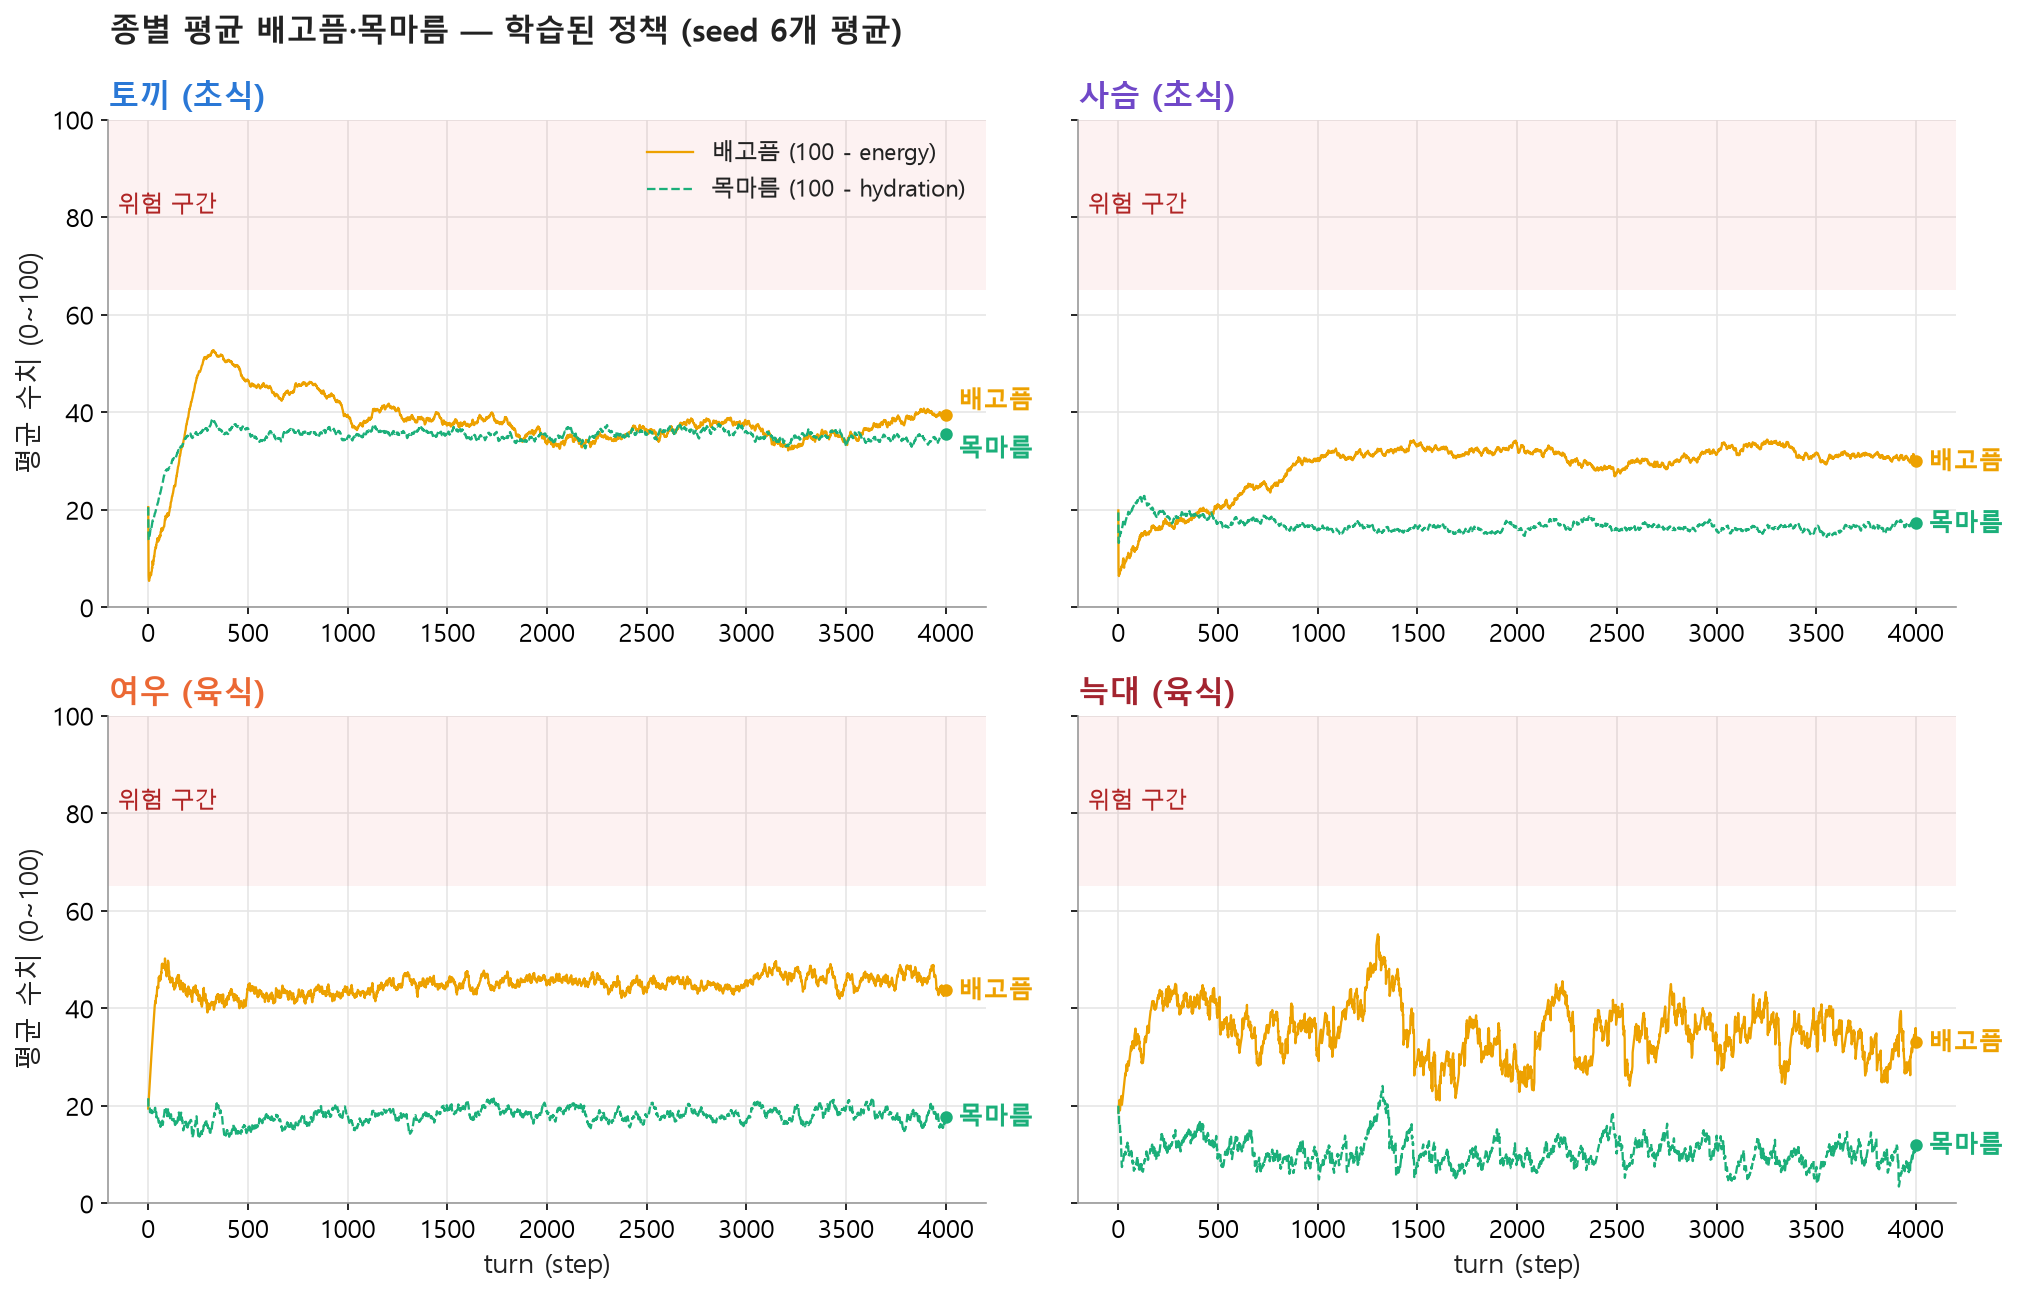 종별 평균 배고픔·목마름 — 학습된 정책 (seed 6개 평균)
토끼 (초식)
평균 수치 (0~100)
100
80
60
40
20
0
위험 구간
배고픔 (100 - energy)
목마름 (100 - hydration)
배고픔
목마름
0 500 1000 1500 2000 2500 3000 3500 4000
사슴 (초식)
위험 구간
배고픔
목마름
0 500 1000 1500 2000 2500 3000 3500 4000
여우 (육식)
평균 수치 (0~100)
100
80
60
40
20
0
위험 구간
배고픔
목마름
0 500 1000 1500 2000 2500 3000 3500 4000
turn (step)
늑대 (육식)
위험 구간
배고픔
목마름
0 500 1000 1500 2000 2500 3000 3500 4000
turn (step)